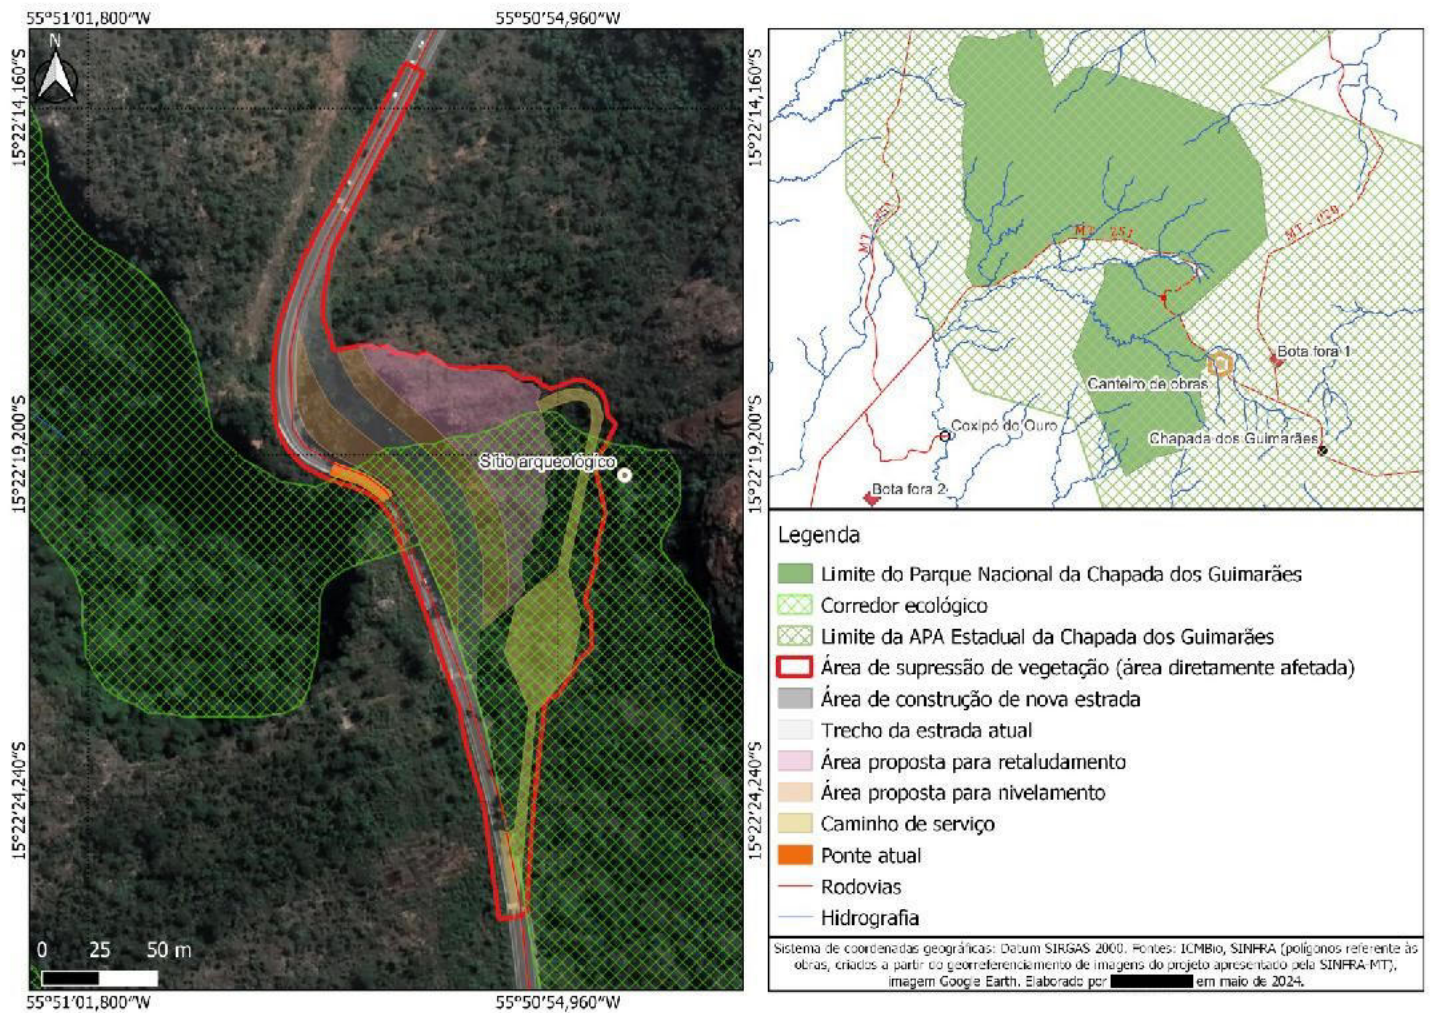 55°51'01,800"W
55°50'54,960"W
N
15°22'14,160"S
15°22'14,160"S
15°22'19,200"S
15°22'19,200"S
15°22'24,240"S
15°22'24,240"S
Sítio arqueológico
0 25 50 m
55°51'01,800"W
55°50'54,960"W
MT 251
MT 020
Bota fora 1
Canteiro de obras
Coxipó do Ouro
Chapada dos Guimarães
Bota fora 2
Legenda
Limite do Parque Nacional da Chapada dos Guimarães
Corredor ecológico
Limite da APA Estadual da Chapada dos Guimarães
Área de supressão de vegetação (área diretamente afetada)
Área de construção de nova estrada
Trecho da estrada atual
Área proposta para retaludamento
Área proposta para nivelamento
Caminho de serviço
Ponte atual
Rodovias
Hidrografia
Sistema de coordenadas geográficas: Datum SIRGAS 2000. Fontes: ICMBio, SINFRA (polígonos referente às
obras, criados a partir do georreferenciamento de imagens do projeto apresentado pela SINFRA-MT),
imagem Google Earth. Elaborado por em maio de 2024.